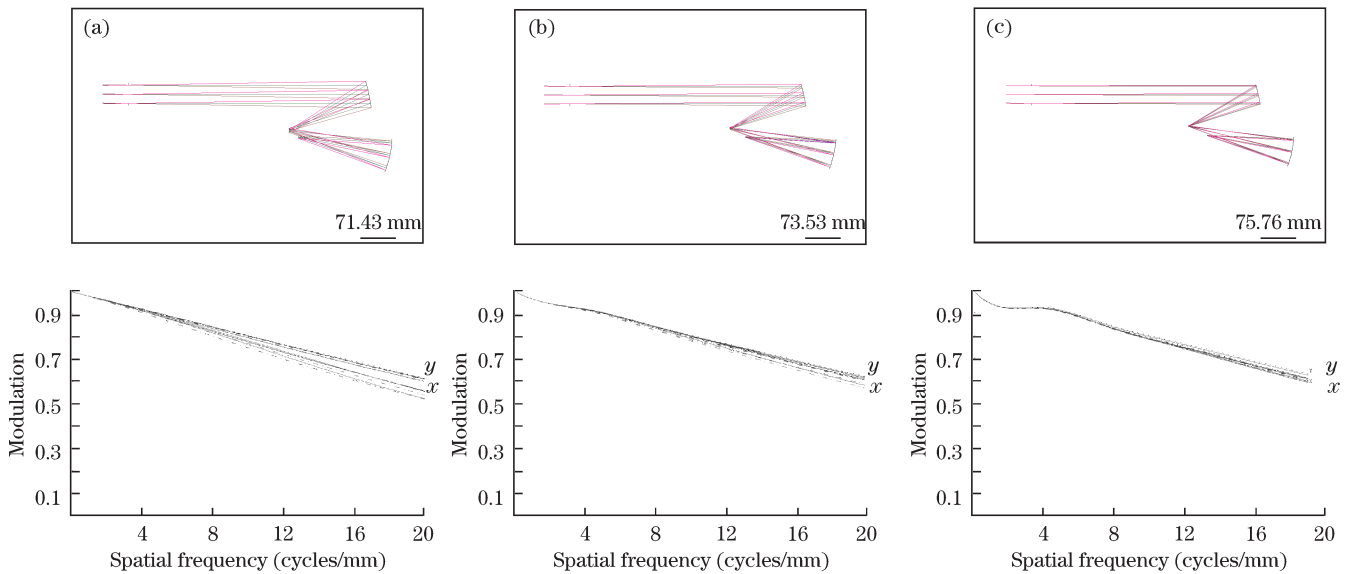 (a)
71.43 mm
(b)
73.53 mm
(c)
75.76 mm
0.9
0.7
0.5
0.3
0.1
Modulation
y
x
4
8
12
16
20
Spatial frequency (cycles/mm)
0.9
0.7
0.5
0.3
0.1
Modulation
y
x
4
8
12
16
20
Spatial frequency (cycles/mm)
0.9
0.7
0.5
0.3
0.1
Modulation
y
x
4
8
12
16
20
Spatial frequency (cycles/mm)